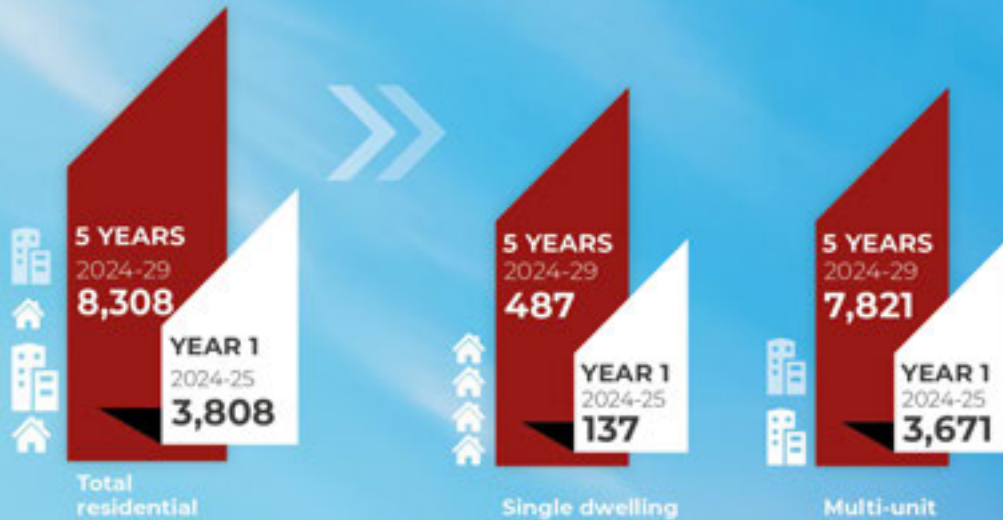 5 YEARS
2024-29
8,308
YEAR 1
2024-25
3,808
Total
residential
5 YEARS
2024-29
487
YEAR 1
2024-25
137
Single dwelling
5 YEARS
2024-29
7,821
YEAR 1
2024-25
3,671
Multi-unit